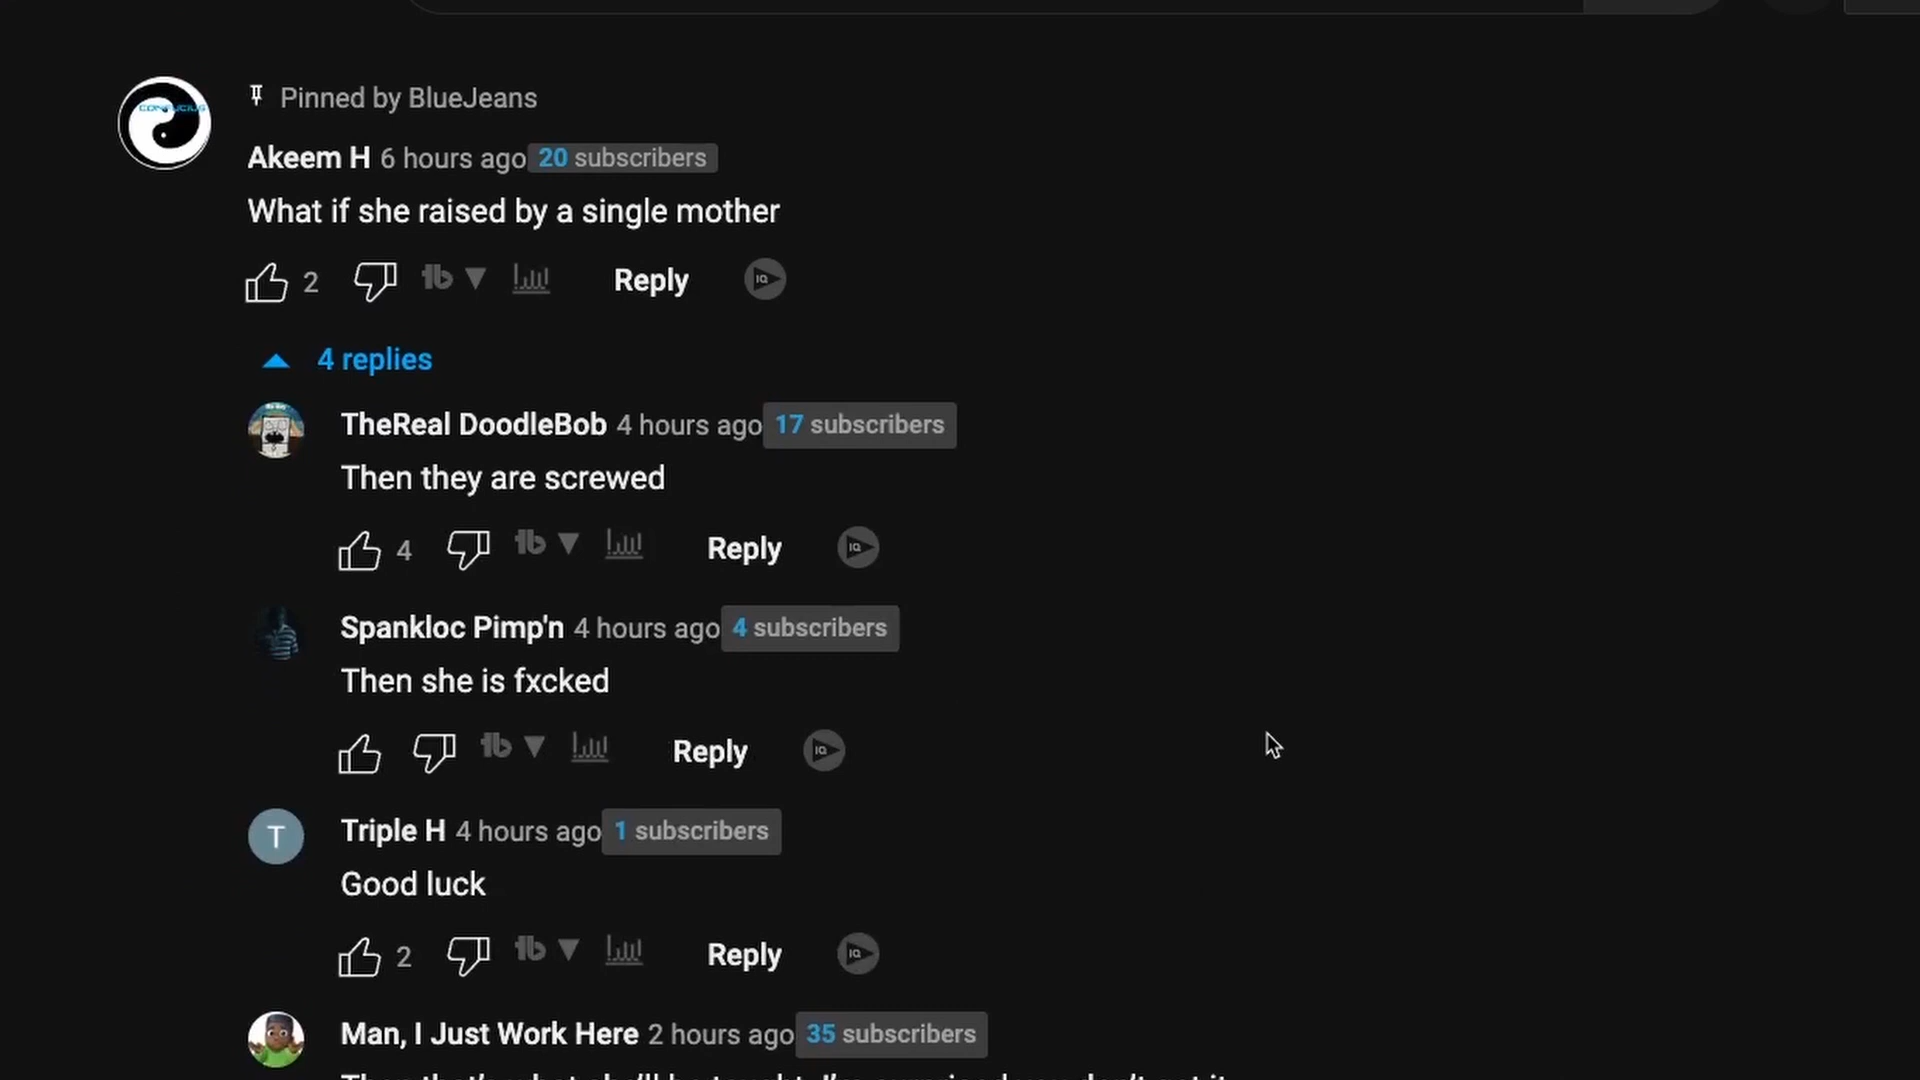 Pinned by BlueJeans
CONFUCIUS
Akeem H 6 hours ago 20 subscribers
What if she raised by a single mother
2 Reply
4 replies
TheReal DoodleBob 4 hours ago 17 subscribers
Then they are screwed
4 Reply
Spankloc Pimp'n 4 hours ago 4 subscribers
Then she is fxcked
Reply
T Triple H 4 hours ago 1 subscribers
Good luck
2 Reply
Man, I Just Work Here 2 hours ago 35 subscribers